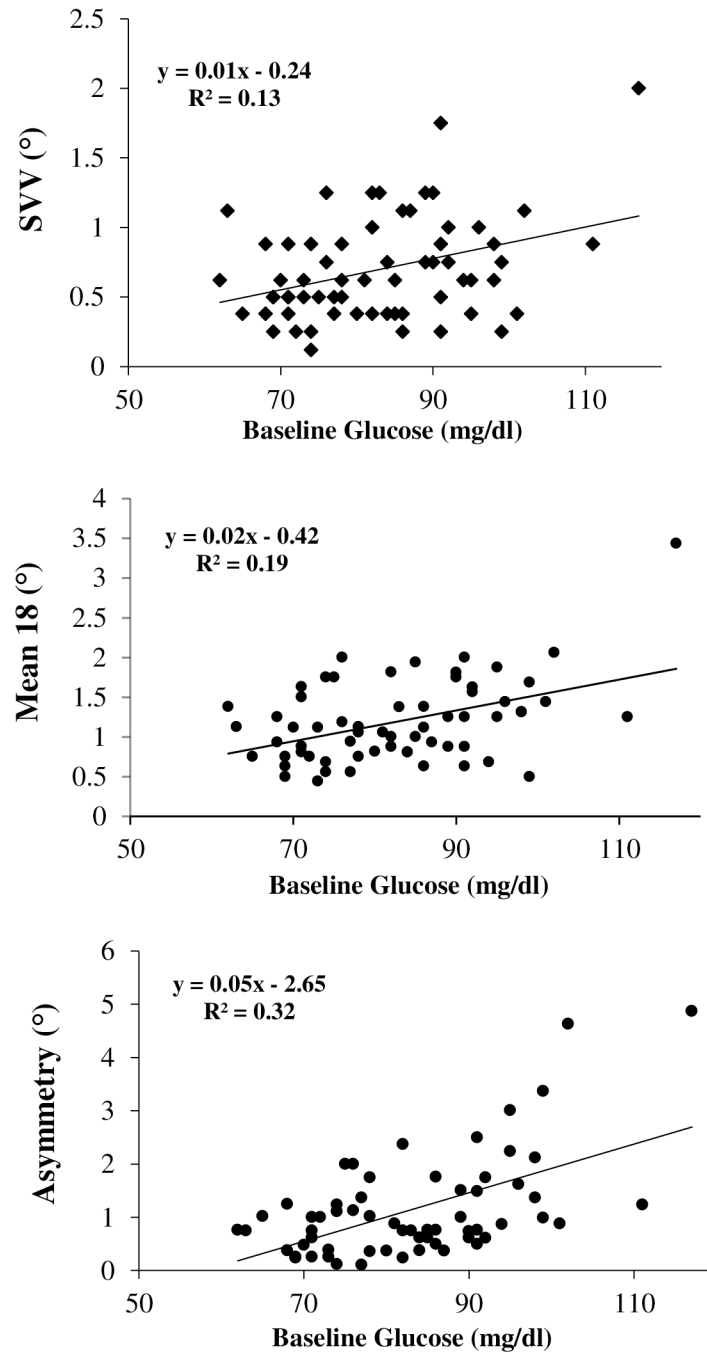 2.5
y = 0.01x - 0.24
R² = 0.13
2
1.5
1
0.5
0
SVV (°)
50 70 90 110
Baseline Glucose (mg/dl)
4
y = 0.02x - 0.42
R² = 0.19
3.5
3
2.5
2
1.5
1
0.5
0
Mean 18 (°)
50 70 90 110
Baseline Glucose (mg/dl)
6
y = 0.05x - 2.65
R² = 0.32
5
4
3
2
1
0
Asymmetry (°)
50 70 90 110
Baseline Glucose (mg/dl)